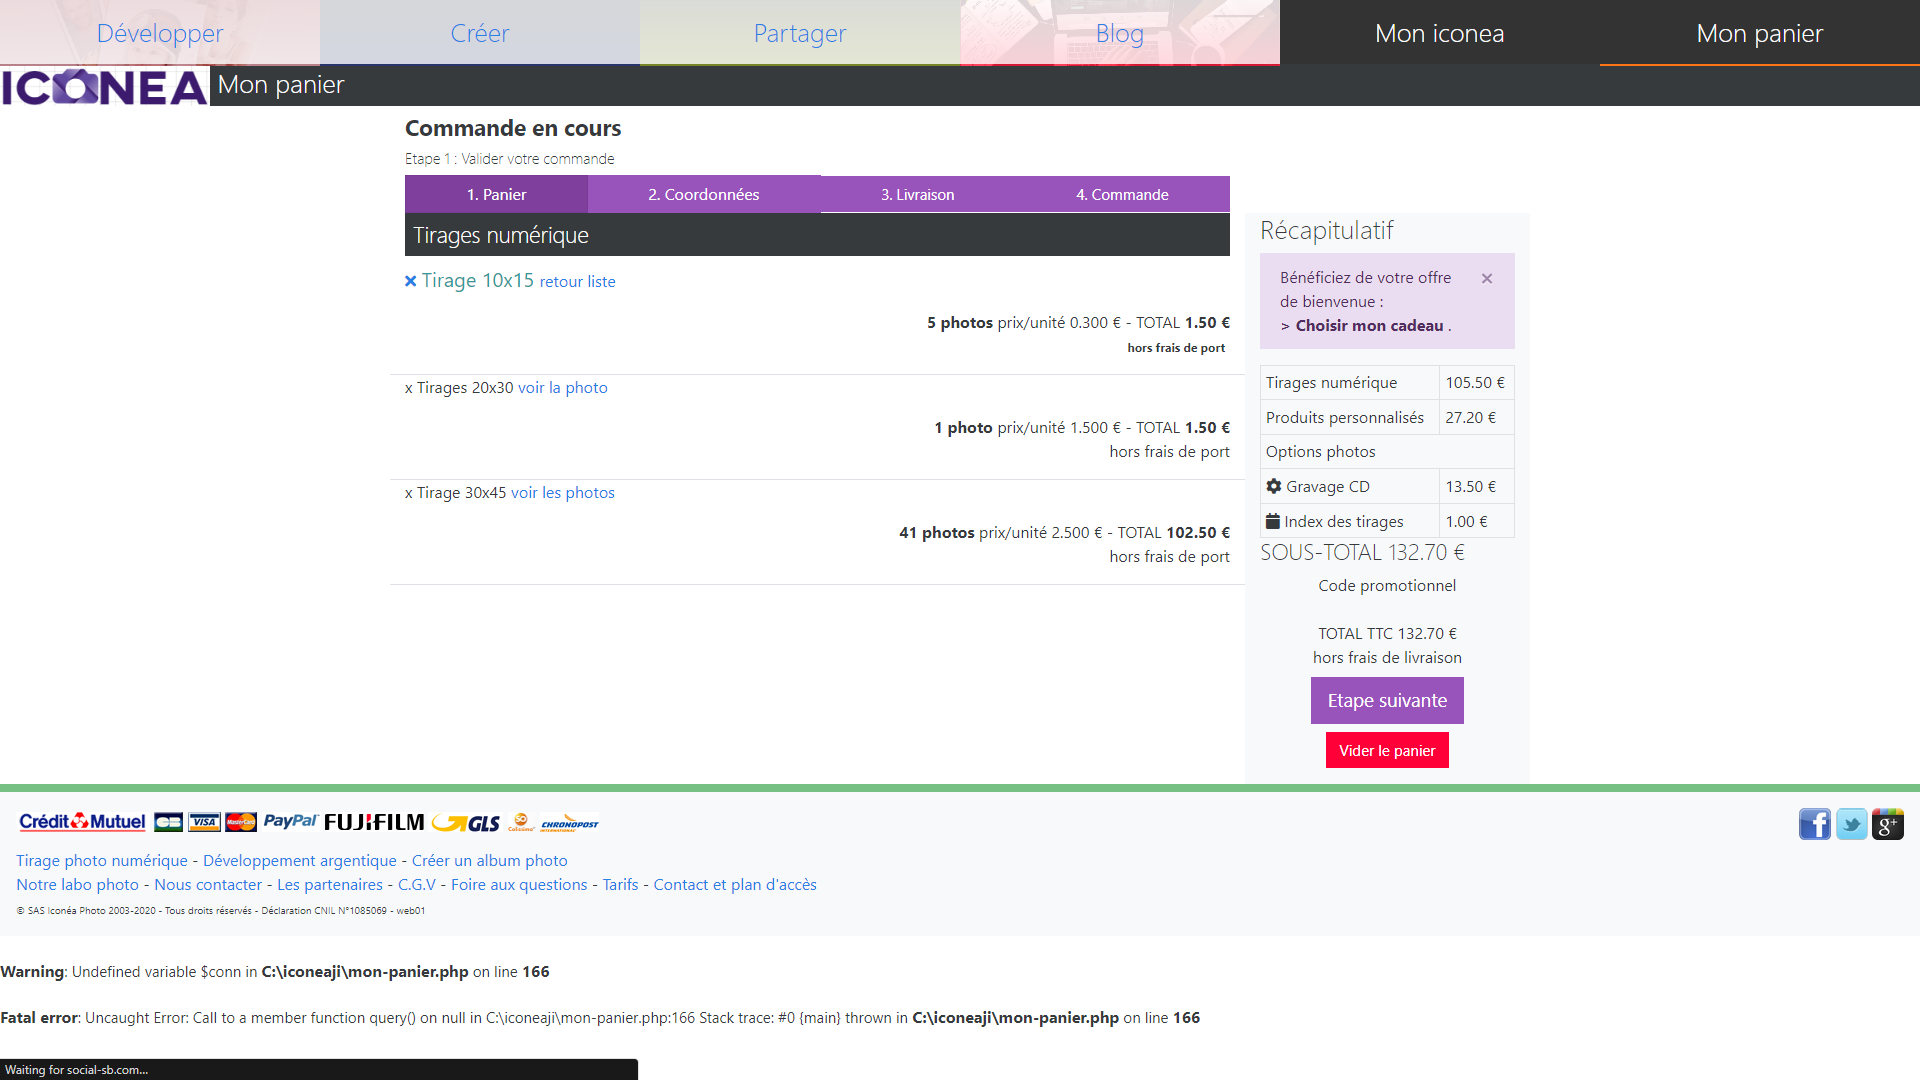 Développer
Créer
Partager
Blog
Mon iconea
Mon panier
ICONEA
Mon panier
Commande en cours
Etape 1 : Valider votre commande
1. Panier
2. Coordonnées
3. Livraison
4. Commande
Tirages numérique
Tirage 10x15 retour liste
5 photos prix/unité 0.300 € - TOTAL 1.50 €
hors frais de port
x Tirages 20x30 voir la photo
1 photo prix/unité 1.500 € - TOTAL 1.50 €
hors frais de port
x Tirage 30x45 voir les photos
41 photos prix/unité 2.500 € - TOTAL 102.50 €
hors frais de port
Récapitulatif
Bénéficiez de votre offre ×
de bienvenue :
> Choisir mon cadeau .
Tirages numérique 105.50 €
Produits personnalisés 27.20 €
Options photos
Gravage CD 13.50 €
Index des tirages 1.00 €
SOUS-TOTAL 132.70 €
Code promotionnel
TOTAL TTC 132.70 €
hors frais de livraison
Etape suivante
Vider le panier
Crédit Mutuel CB VISA MasterCard PayPal FUJIFILM GLS Colissimo CHRONOPOST INTERNATIONAL
f g+
Tirage photo numérique - Développement argentique - Créer un album photo
Notre labo photo - Nous contacter - Les partenaires - C.G.V - Foire aux questions - Tarifs - Contact et plan d'accès
© SAS Iconéa Photo 2003-2020 - Tous droits réservés - Déclaration CNIL N°1085069 - web01
Warning: Undefined variable $conn in C:\iconeaji\mon-panier.php on line 166
Fatal error: Uncaught Error: Call to a member function query() on null in C:\iconeaji\mon-panier.php:166 Stack trace: #0 {main} thrown in C:\iconeaji\mon-panier.php on line 166
Waiting for social-sb.com...